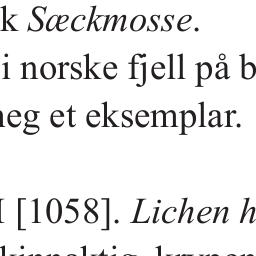 k Sæckmosse.
i norske fjell på b
neg et eksemplar.
[1058]. Lichen h